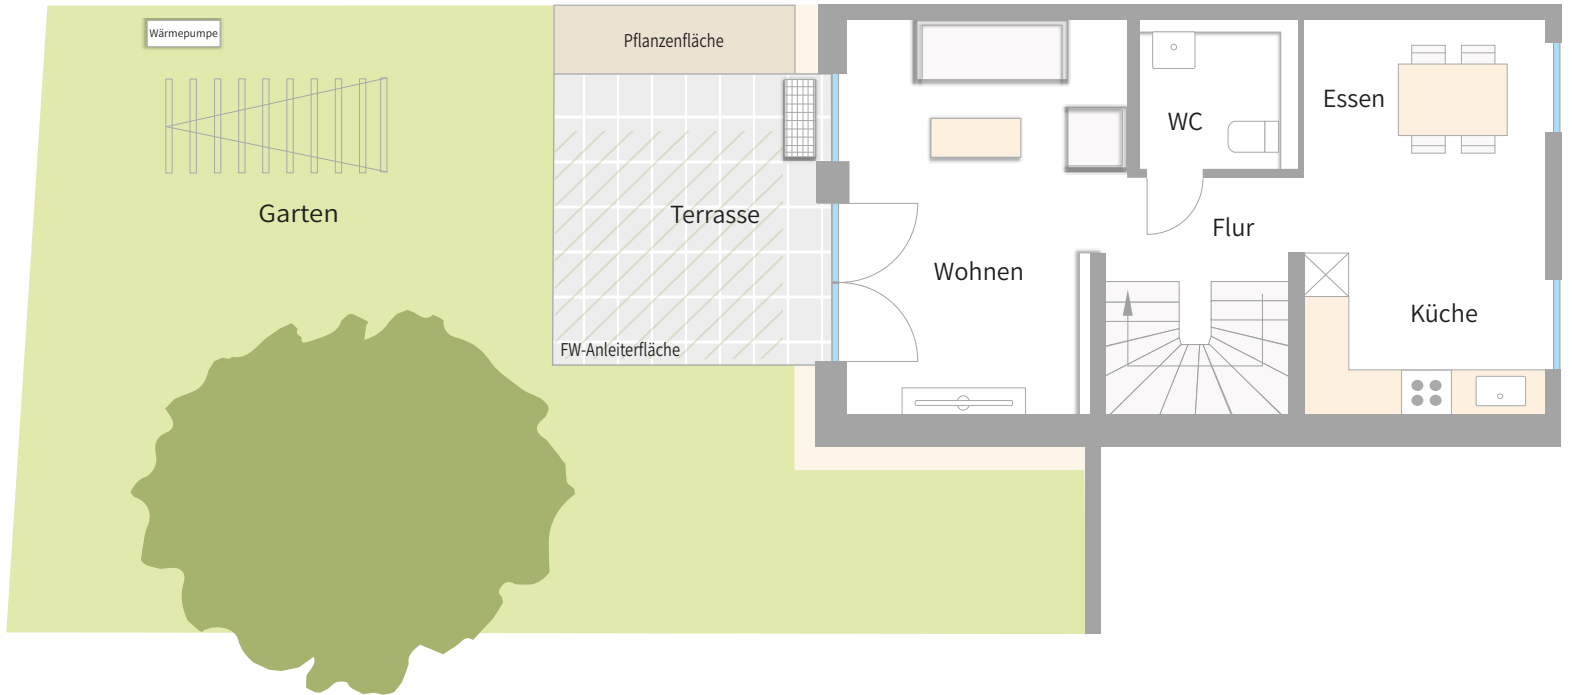 Wärmepumpe
Pflanzenfläche
Essen
WC
Garten
Terrasse
Flur
Wohnen
Küche
FW-Anleiterfläche